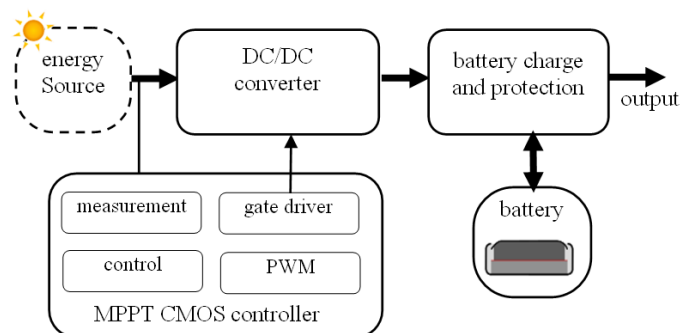 energy
Source
DC/DC
converter
battery charge
and protection
output
measurement
gate driver
control
PWM
MPPT CMOS controller
battery